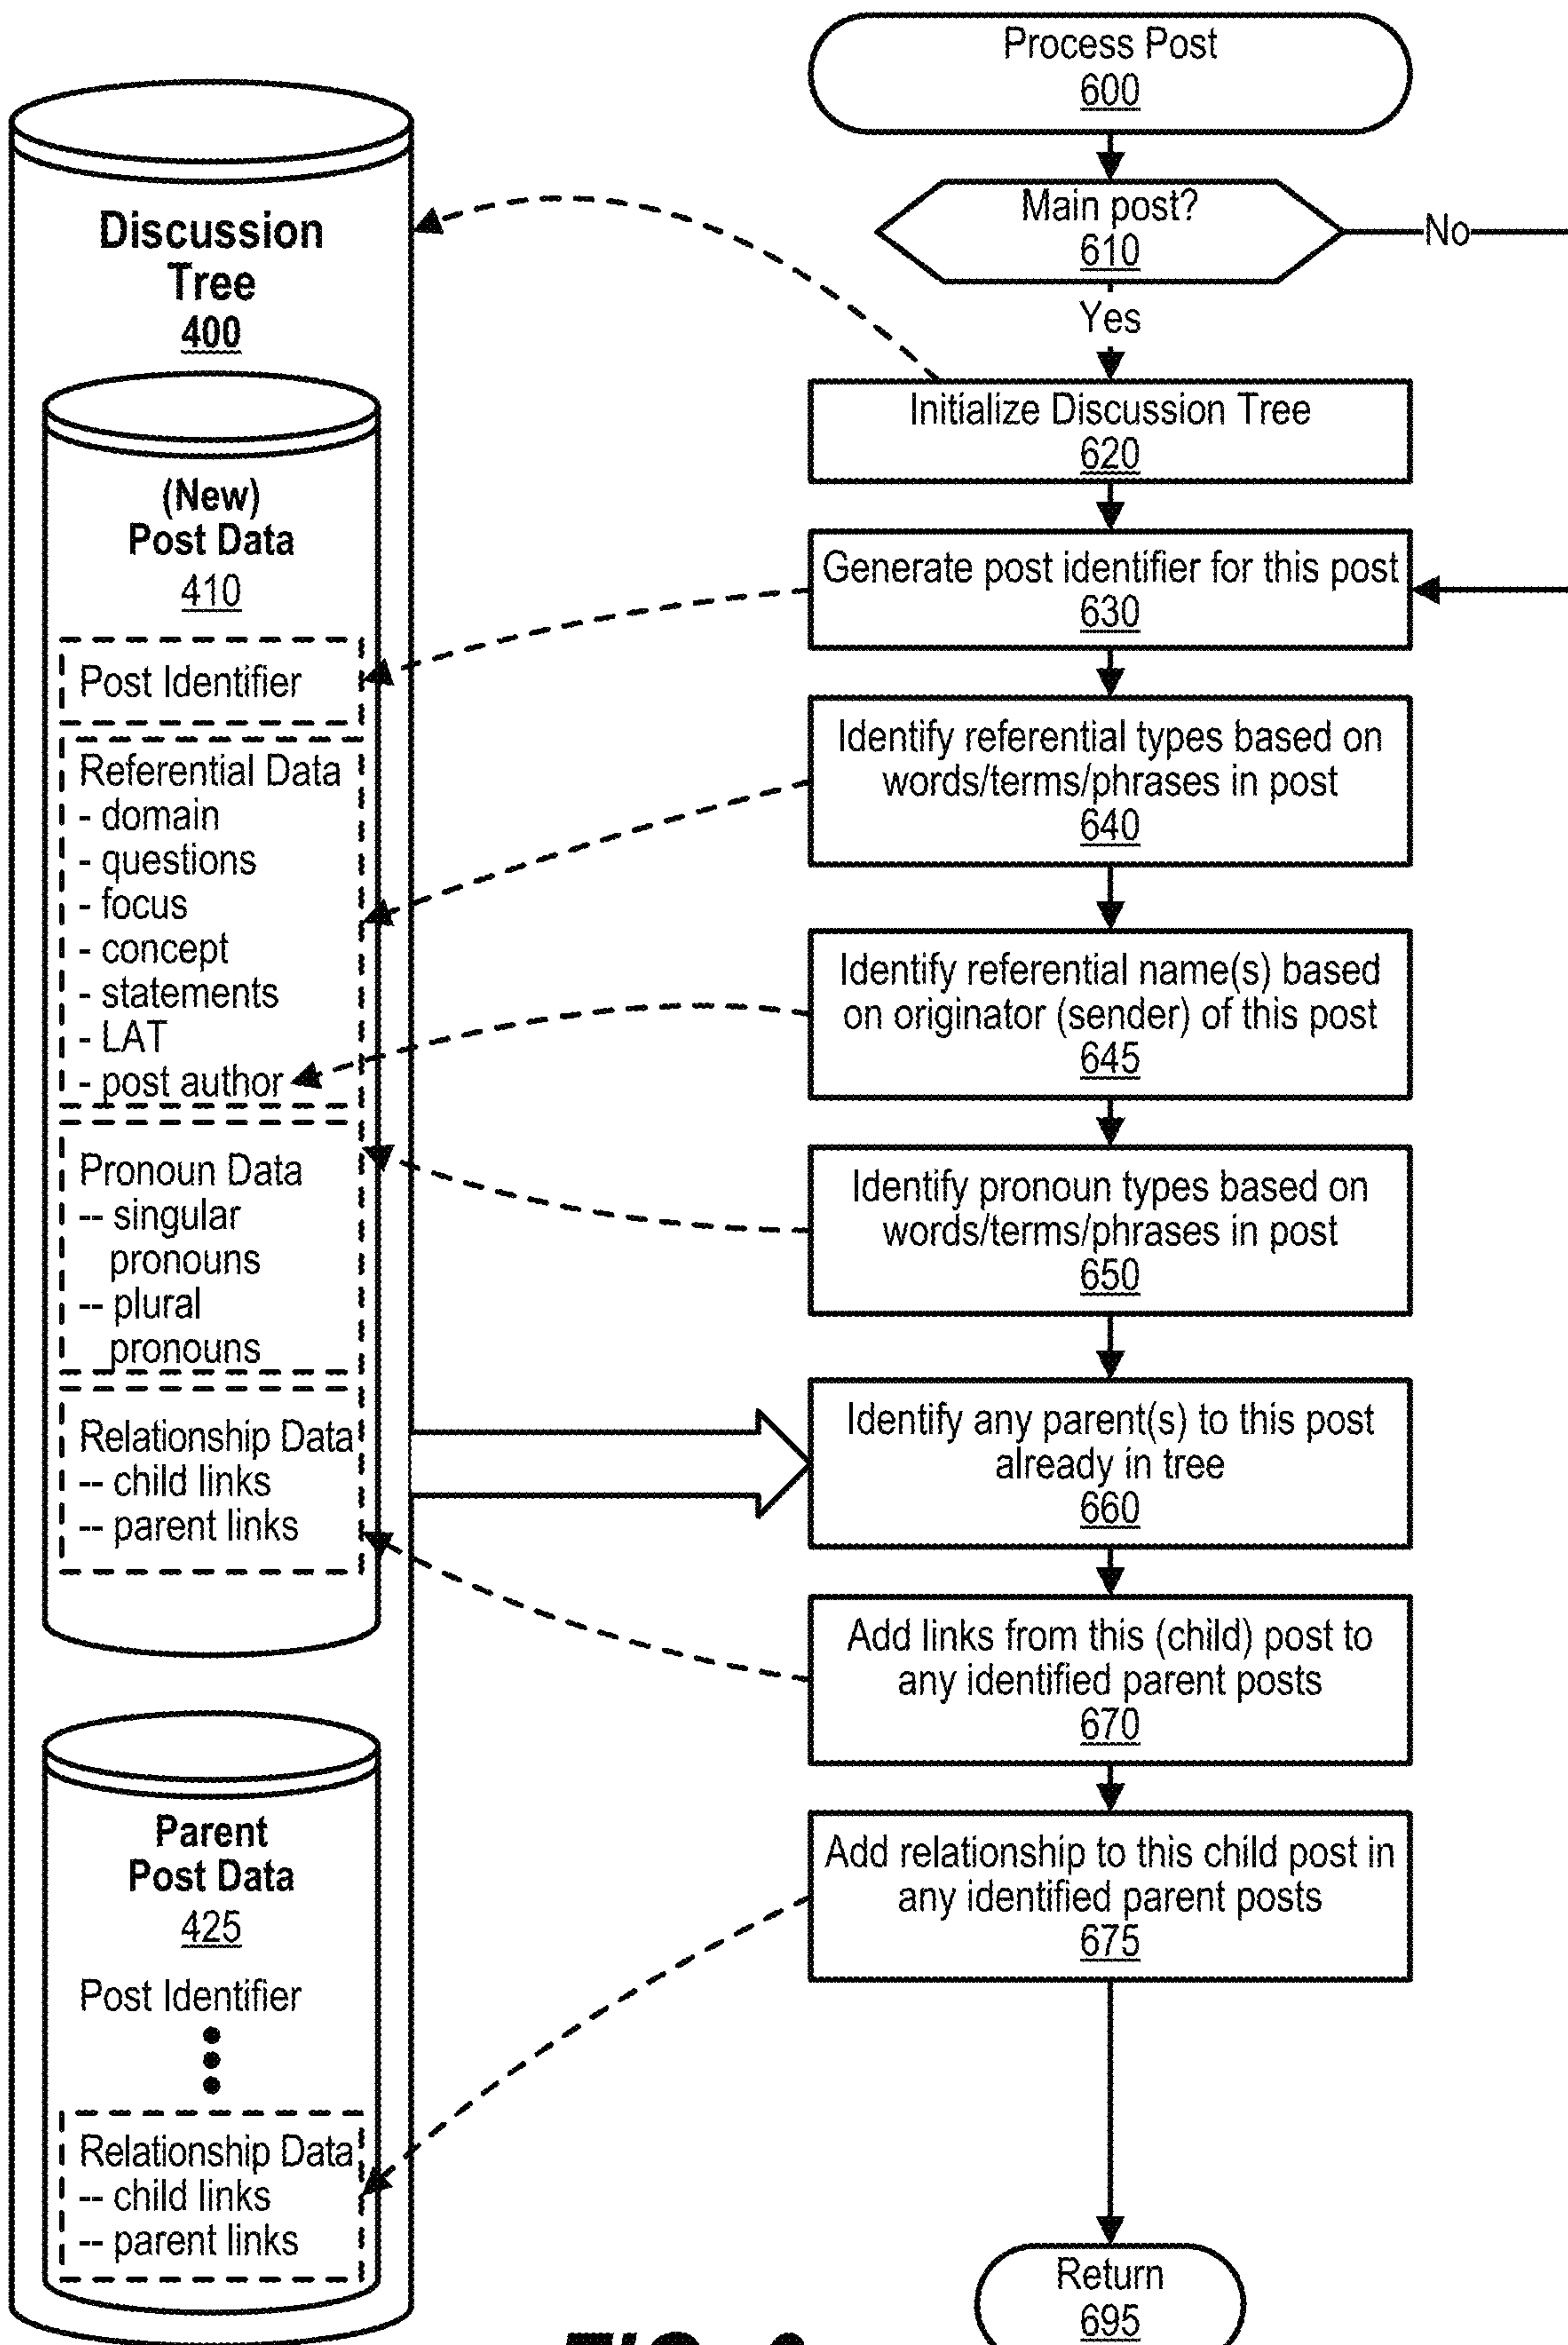 Process Post
600
Main post?
610
No
Yes
Initialize Discussion Tree
620
Generate post identifier for this post
630
Identify referential types based on
words/terms/phrases in post
640
Identify referential name(s) based
on originator (sender) of this post
645
Identify pronoun types based on
words/terms/phrases in post
650
Identify any parent(s) to this post
already in tree
660
Add links from this (child) post to
any identified parent posts
670
Add relationship to this child post in
any identified parent posts
675
Return
695
Discussion
Tree
400
(New)
Post Data
410
Post Identifier
Referential Data
- domain
- questions
- focus
- concept
- statements
- LAT
- post author
Pronoun Data
-- singular
pronouns
-- plural
pronouns
Relationship Data
-- child links
-- parent links
Parent
Post Data
425
Post Identifier
Relationship Data
-- child links
-- parent links